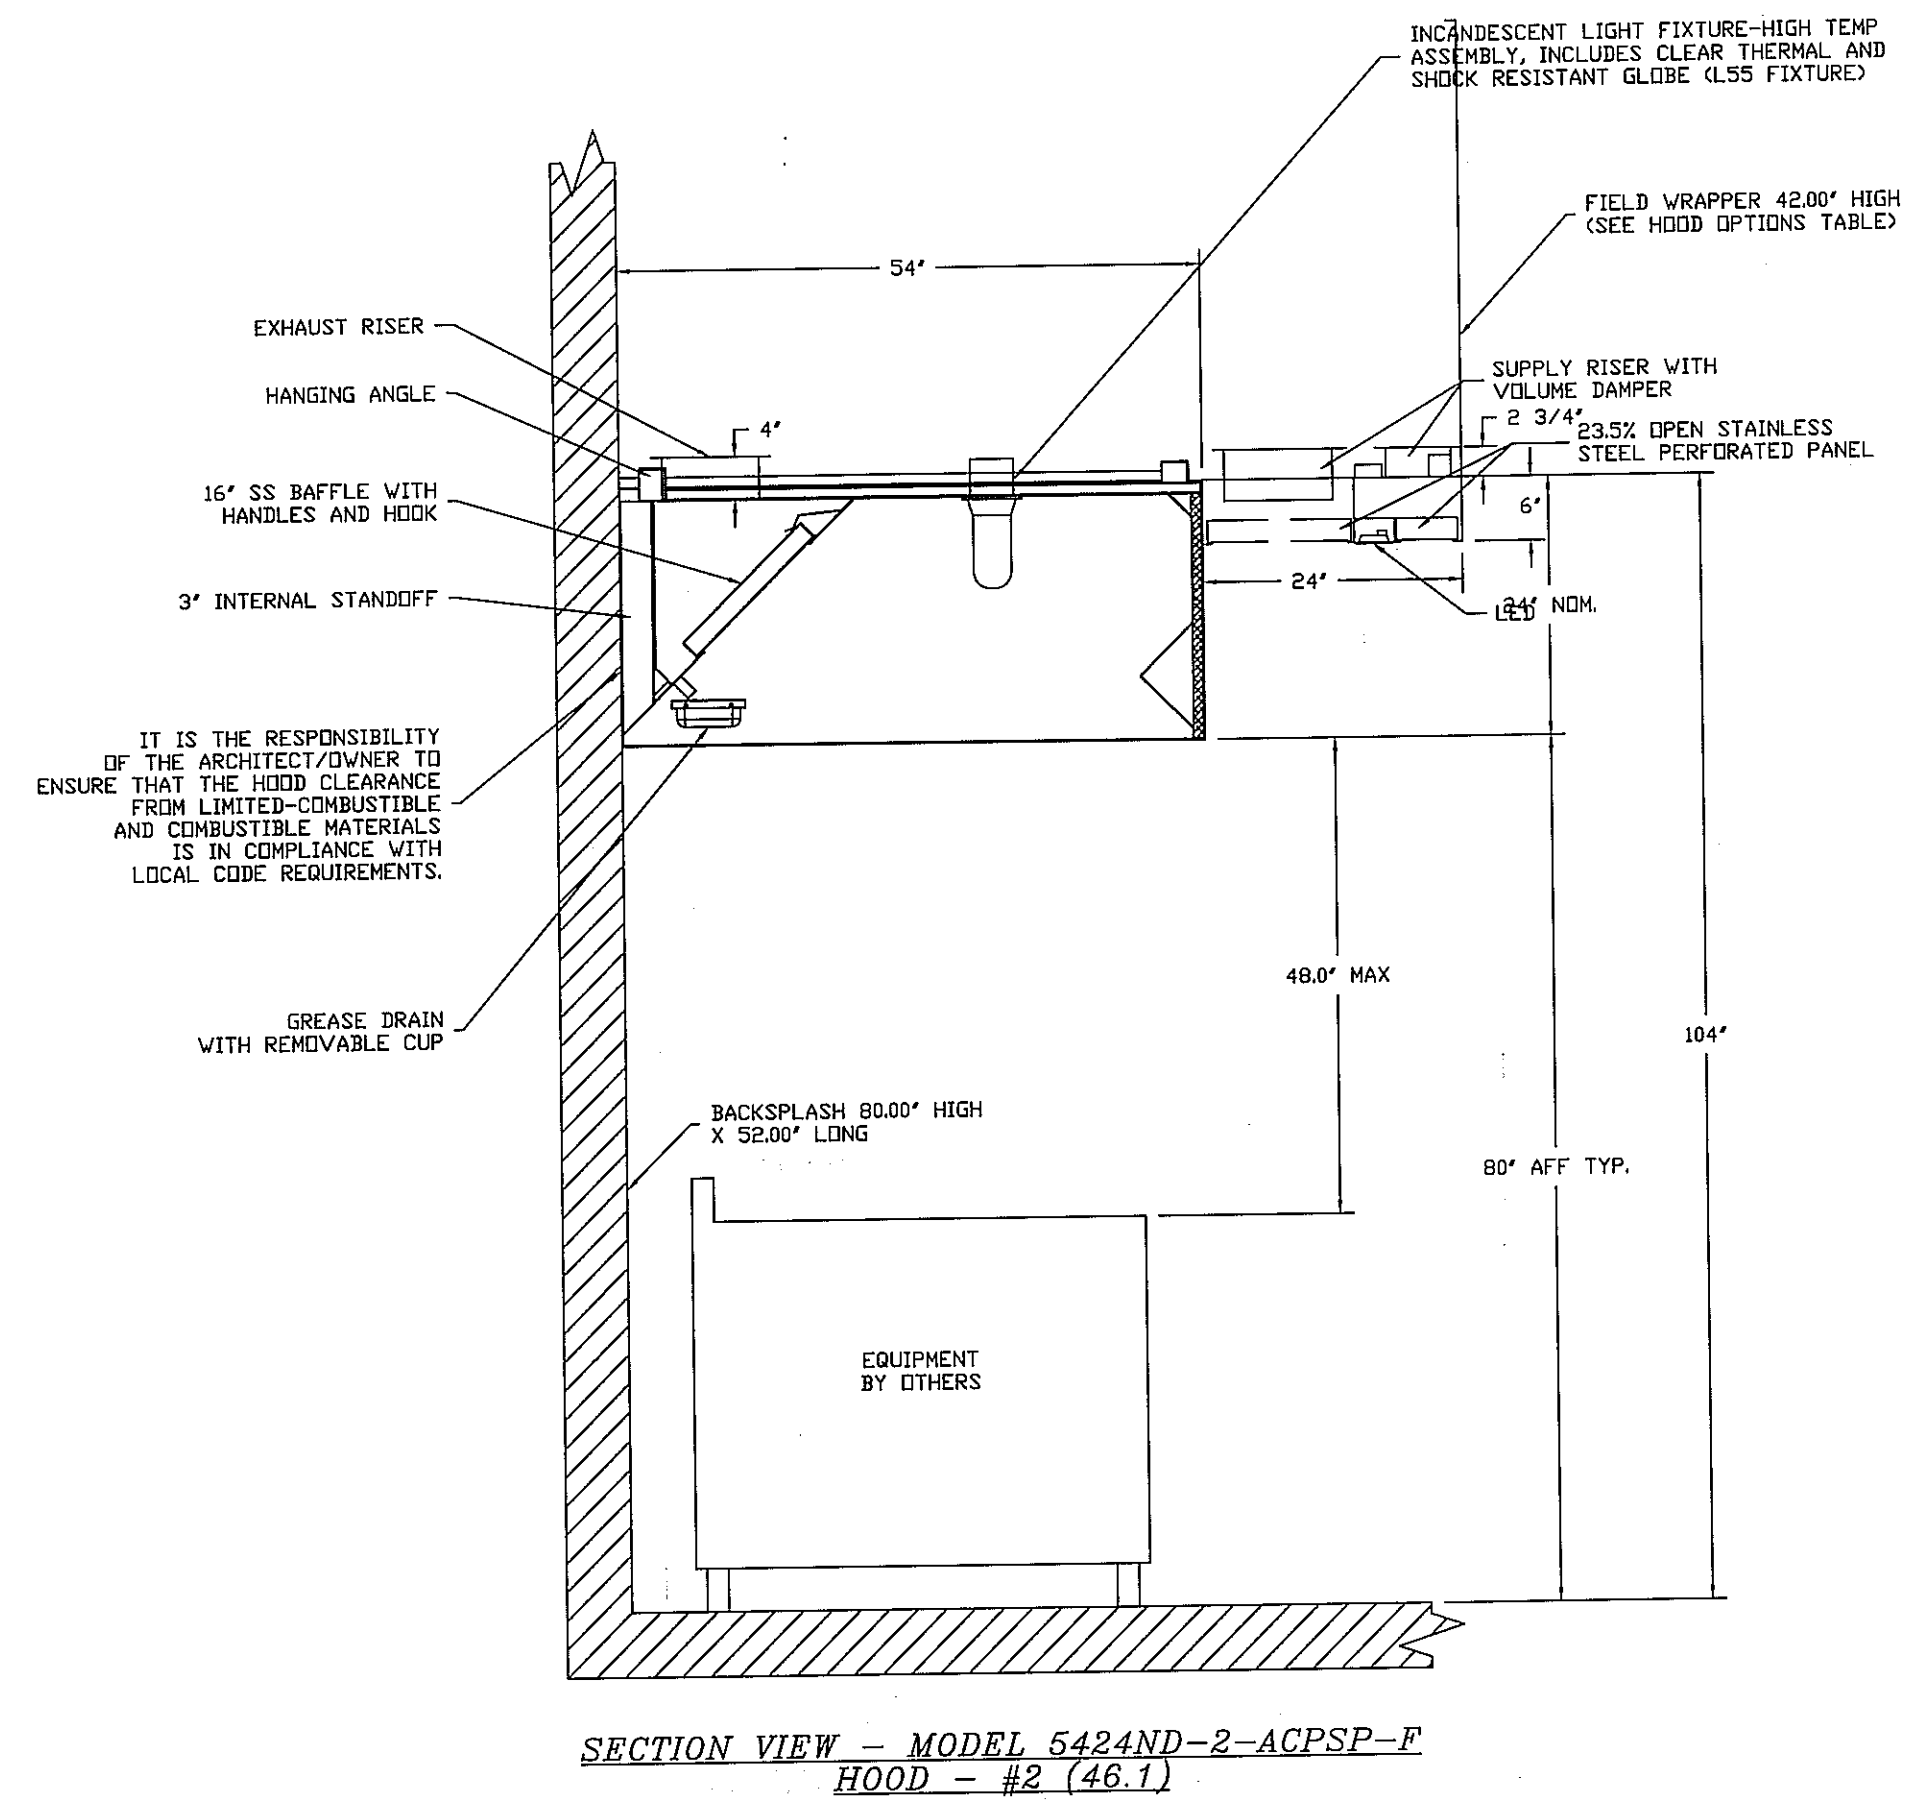 INCANDESCENT LIGHT FIXTURE-HIGH TEMP
ASSEMBLY, INCLUDES CLEAR THERMAL AND
SHOCK RESISTANT GLOBE (L55 FIXTURE)
FIELD WRAPPER 42.00" HIGH
(SEE HOOD OPTIONS TABLE)
54"
EXHAUST RISER
HANGING ANGLE
4"
SUPPLY RISER WITH
VOLUME DAMPER
2 3/4"
23.5% OPEN STAINLESS
STEEL PERFORATED PANEL
16" SS BAFFLE WITH
HANDLES AND HOOK
6"
24"
3" INTERNAL STANDOFF
LED
24" NOM.
IT IS THE RESPONSIBILITY
OF THE ARCHITECT/OWNER TO
ENSURE THAT THE HOOD CLEARANCE
FROM LIMITED-COMBUSTIBLE
AND COMBUSTIBLE MATERIALS
IS IN COMPLIANCE WITH
LOCAL CODE REQUIREMENTS.
48.0" MAX
GREASE DRAIN
WITH REMOVABLE CUP
104"
BACKSPLASH 80.00" HIGH
X 52.00" LONG
80" AFF TYP.
EQUIPMENT
BY OTHERS
SECTION VIEW - MODEL 5424ND-2-ACPSP-F
HOOD - #2 (46.1)